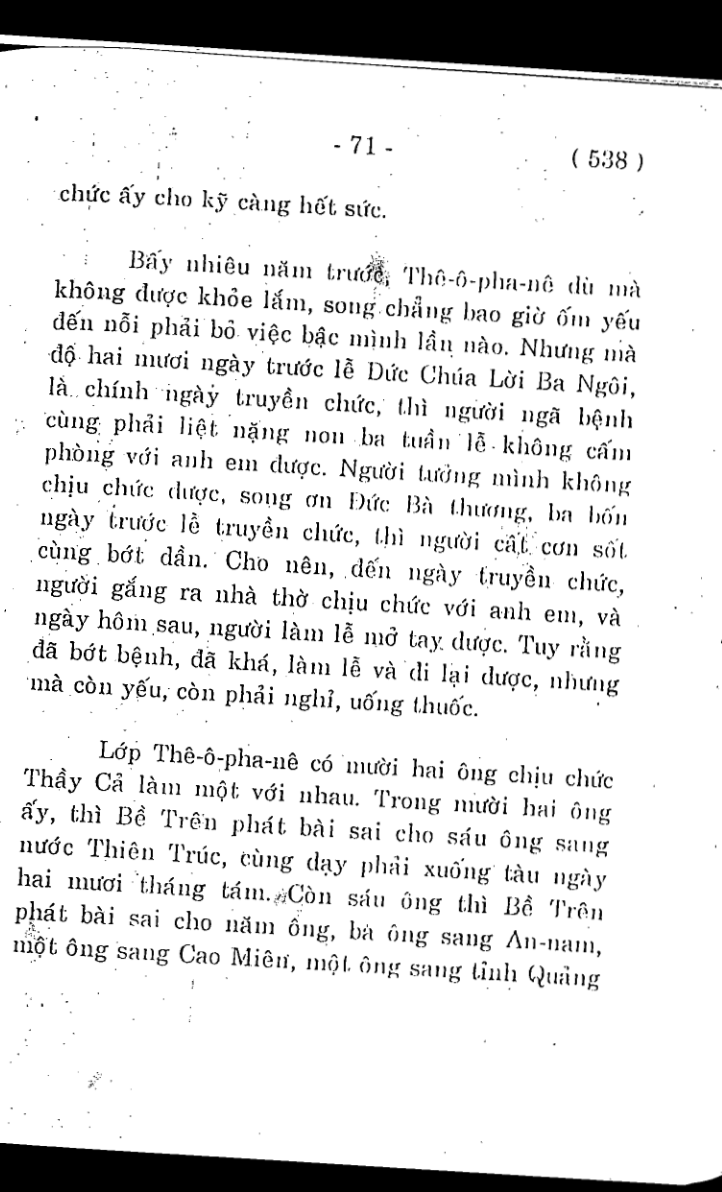 - 71 -
( 538 )
chức ấy cho kỹ càng hết sức.
Bấy nhiêu năm trước, Thê-ô-pha-nê dù mà
không được khỏe lắm, song chẳng bao giờ ốm yếu
đến nỗi phải bỏ việc bậc mình lần nào. Nhưng mà
độ hai mươi ngày trước lễ Đức Chúa Lời Ba Ngôi,
là chính ngày truyền chức, thì người ngã bệnh
cùng phải liệt nặng non ba tuần lễ không cấm
phòng với anh em được. Người tưởng mình không
chịu chức được, song ơn Đức Bà thương, ba bốn
ngày trước lễ truyền chức, thì người cất cơn sốt
cùng bớt dần. Cho nên, đến ngày truyền chức,
người gắng ra nhà thờ chịu chức với anh em, và
ngày hôm sau, người làm lễ mở tay được. Tuy rằng
đã bớt bệnh, đã khá, làm lễ và đi lại được, nhưng
mà còn yếu, còn phải nghỉ, uống thuốc.
Lớp Thê-ô-pha-nê có mười hai ông chịu chức
Thầy Cả làm một với nhau. Trong mười hai ông
ấy, thì Bề Trên phát bài sai cho sáu ông sang
nước Thiên Trúc, cùng dạy phải xuống tàu ngày
hai mươi tháng tám. Còn sáu ông thì Bề Trên
phát bài sai cho năm ông, ba ông sang An-nam,
một ông sang Cao Miên, một ông sang tỉnh Quảng